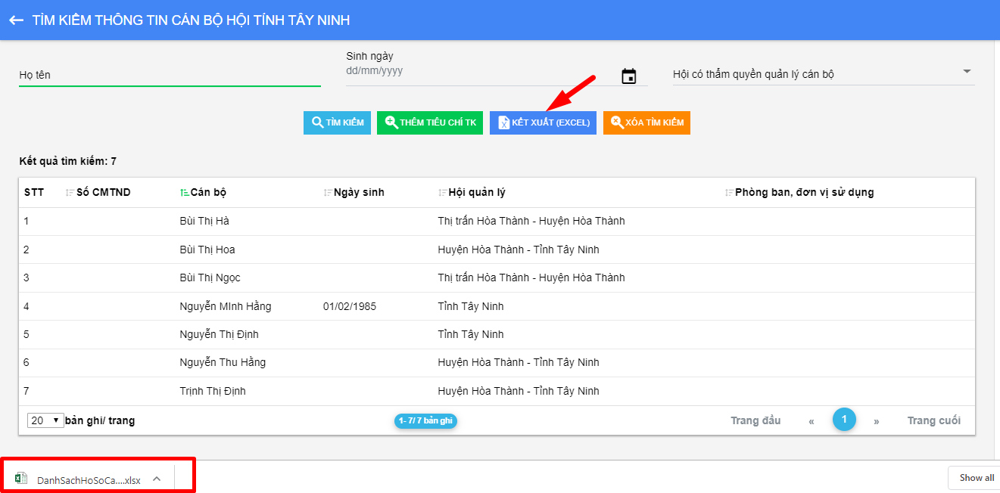 TÌM KIẾM THÔNG TIN CÁN BỘ HỘI TÍNH TÂY NINH
Họ tên
Sinh ngày
dd/mm/yyyy
Hội có thẩm quyền quản lý cán bộ
TÌM KIẾM THÊM TIÊU CHÍ TK KẾT XUẤT (EXCEL) XÓA TÌM KIẾM
Kết quả tìm kiếm: 7
STT Số CMTND Cán bộ Ngày sinh Hội quản lý Phòng ban, đơn vị sử dụng
1 Bùi Thị Hà Thị trấn Hòa Thành - Huyện Hòa Thành
2 Bùi Thị Hoa Huyện Hòa Thành - Tỉnh Tây Ninh
3 Bùi Thị Ngọc Thị trấn Hòa Thành - Huyện Hòa Thành
4 Nguyễn MInh Hằng 01/02/1985 Tỉnh Tây Ninh
5 Nguyễn Thị Định Tỉnh Tây Ninh
6 Nguyễn Thu Hằng Huyện Hòa Thành - Tỉnh Tây Ninh
7 Trịnh Thị Định Huyện Hòa Thành - Tỉnh Tây Ninh
20 bản ghi/ trang 1- 7/ 7 bản ghi Trang đầu « 1 » Trang cuối
DanhSachHoSoCa....xlsx Show all